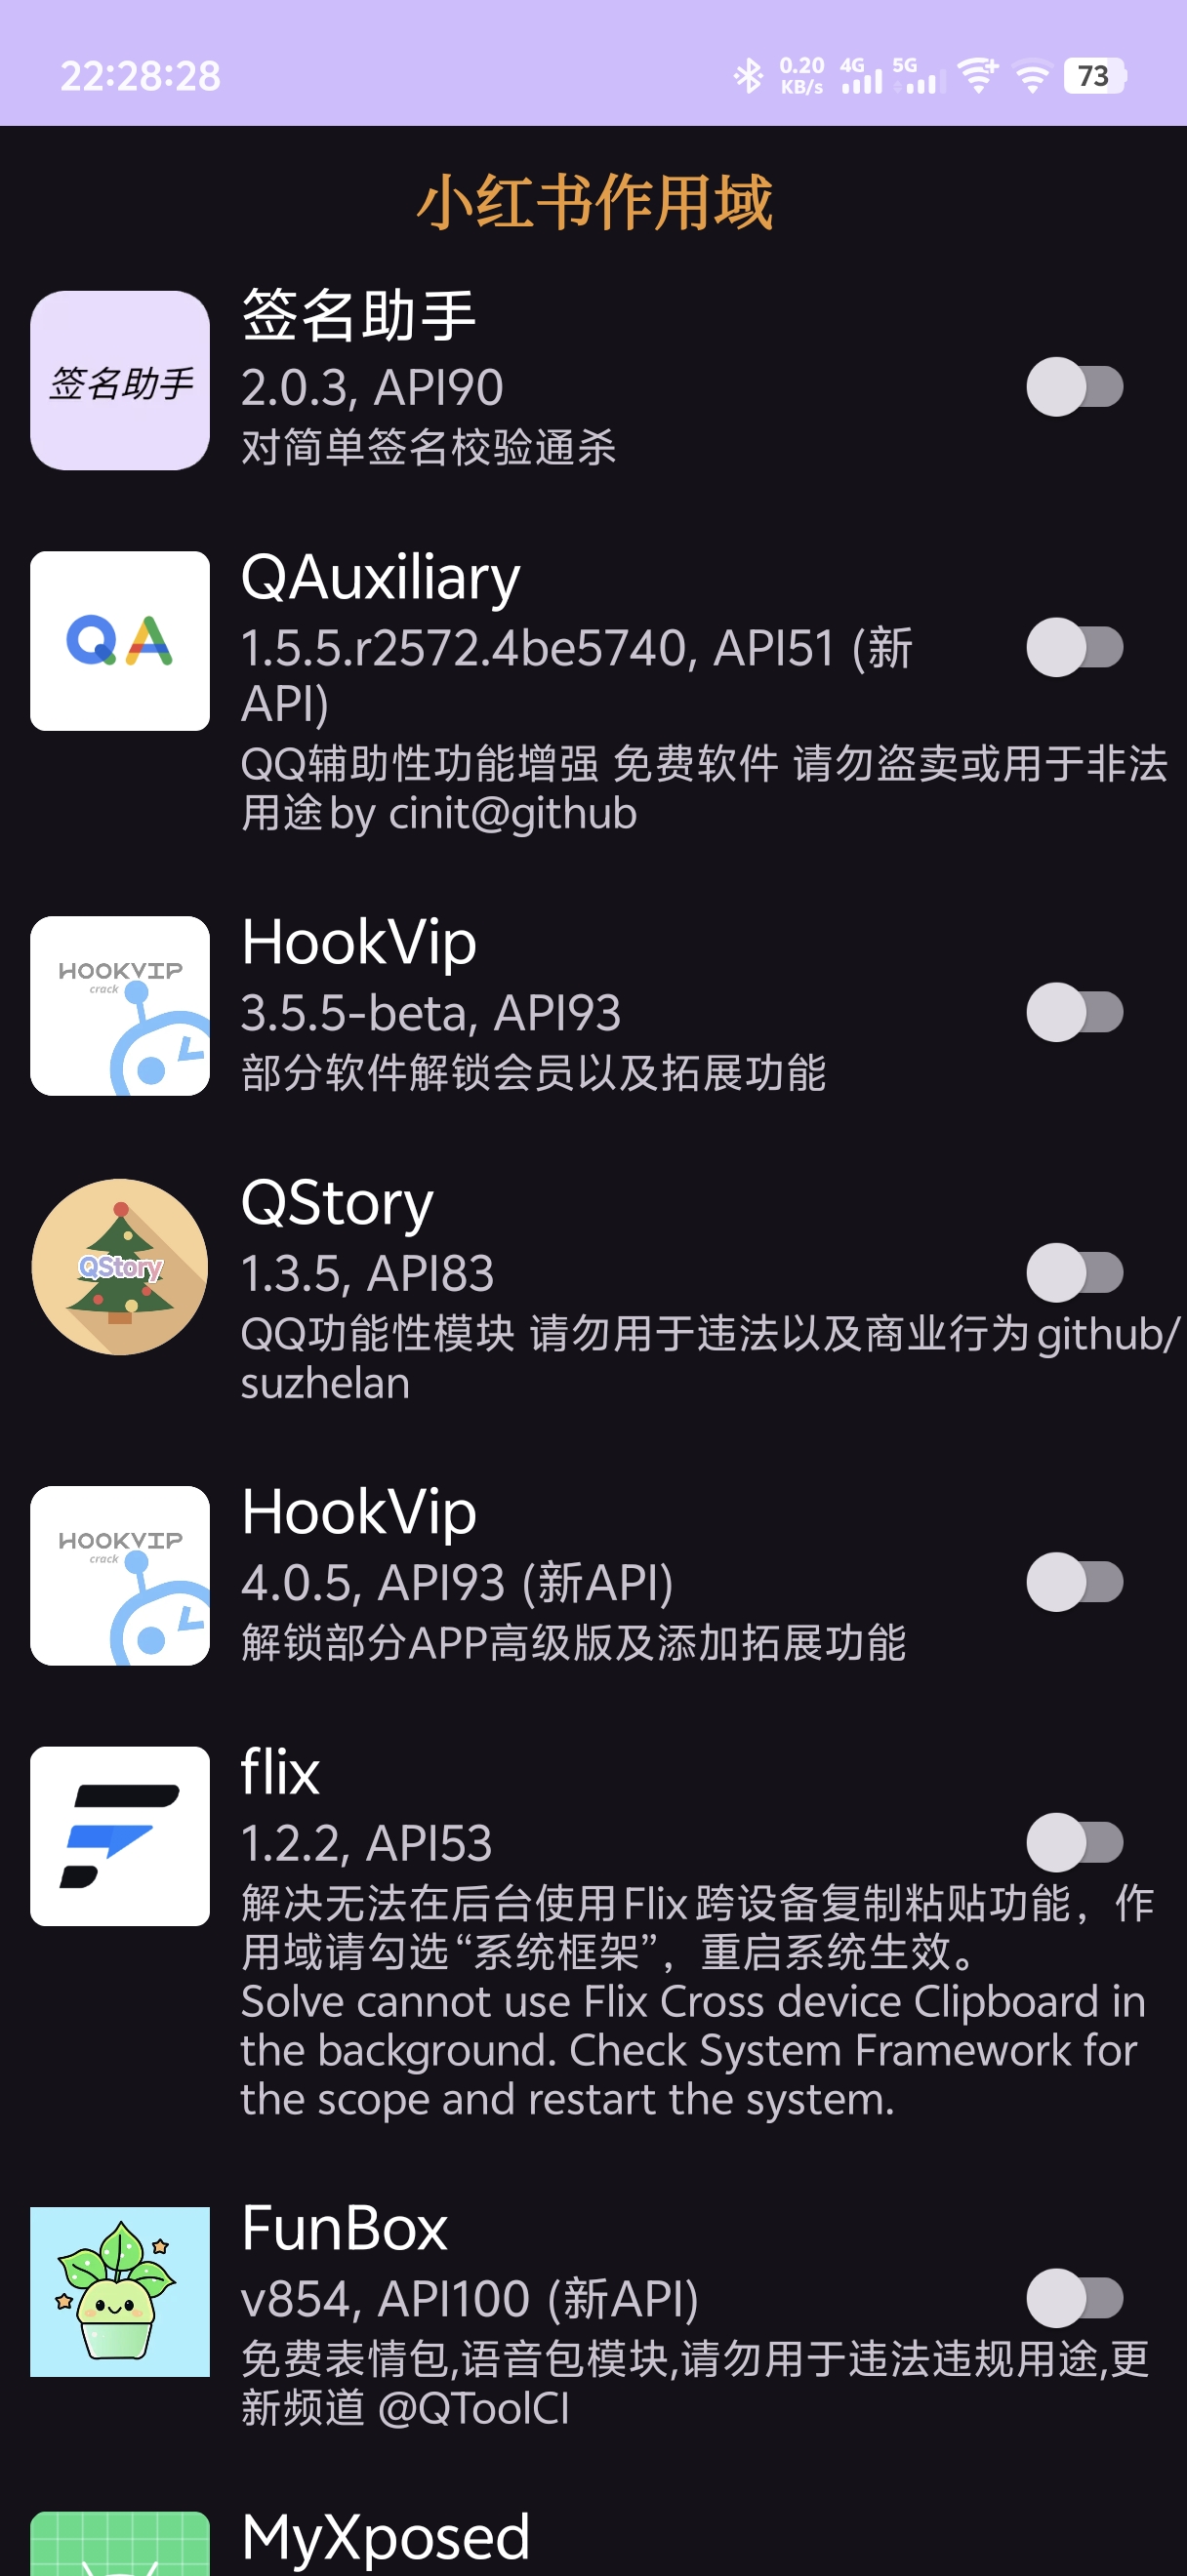 22:28:28
0.20
KB/s
4G
5G
73
小红书作用域
签名助手
签名助手
2.0.3, API90
对简单签名校验通杀
QA
QAuxiliary
1.5.5.r2572.4be5740, API51 (新
API)
QQ辅助性功能增强 免费软件 请勿盗卖或用于非法
用途by cinit@github
HOOKVIP
crack
HookVip
3.5.5-beta, API93
部分软件解锁会员以及拓展功能
QStory
QStory
1.3.5, API83
QQ功能性模块 请勿用于违法以及商业行为github/
suzhelan
HOOKVIP
crack
HookVip
4.0.5, API93 (新API)
解锁部分APP高级版及添加拓展功能
flix
1.2.2, API53
解决无法在后台使用Flix跨设备复制粘贴功能，作
用域请勾选“系统框架”，重启系统生效。
Solve cannot use Flix Cross device Clipboard in
the background. Check System Framework for
the scope and restart the system.
FunBox
v854, API100 (新API)
免费表情包,语音包模块,请勿用于违法违规用途,更
新频道 @QToolCI
MyXposed